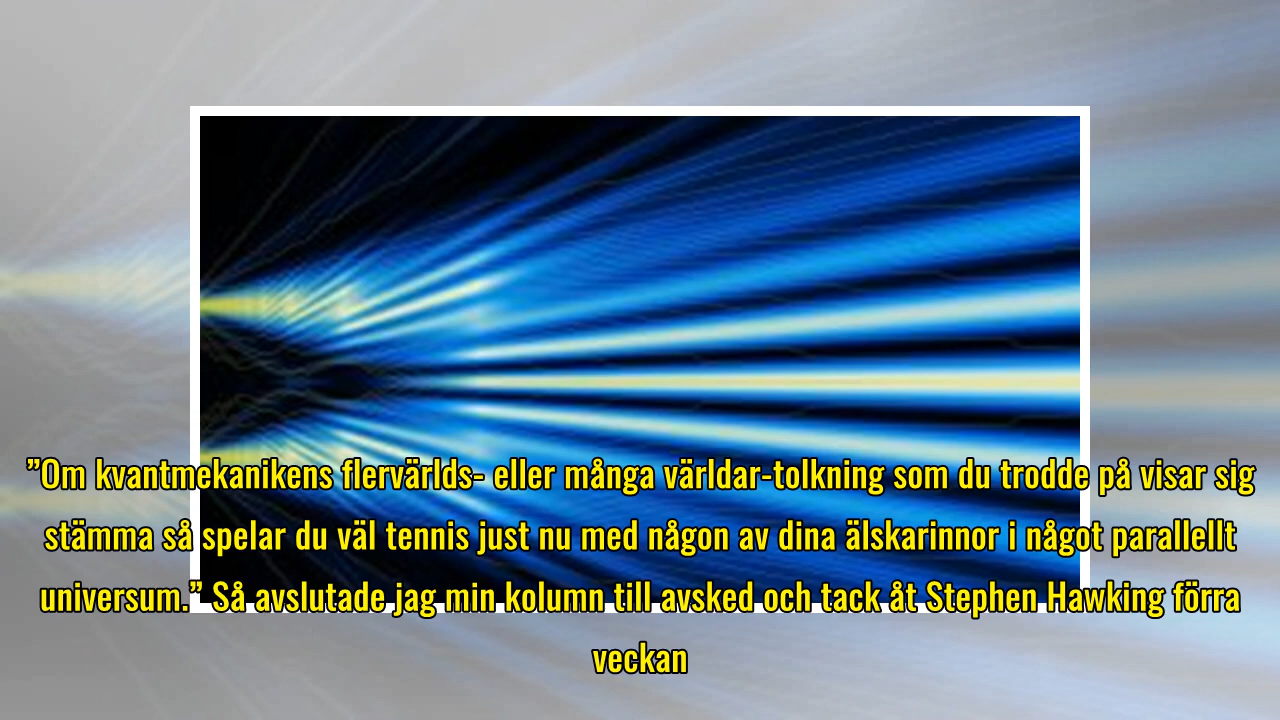 ”Om kvantmekanikens flervärlds- eller många världar-tolkning som du trodde på visar sig
stämma så spelar du väl tennis just nu med någon av dina älskarinnor i något parallellt
universum.” Så avslutade jag min kolumn till avsked och tack åt Stephen Hawking förra
veckan